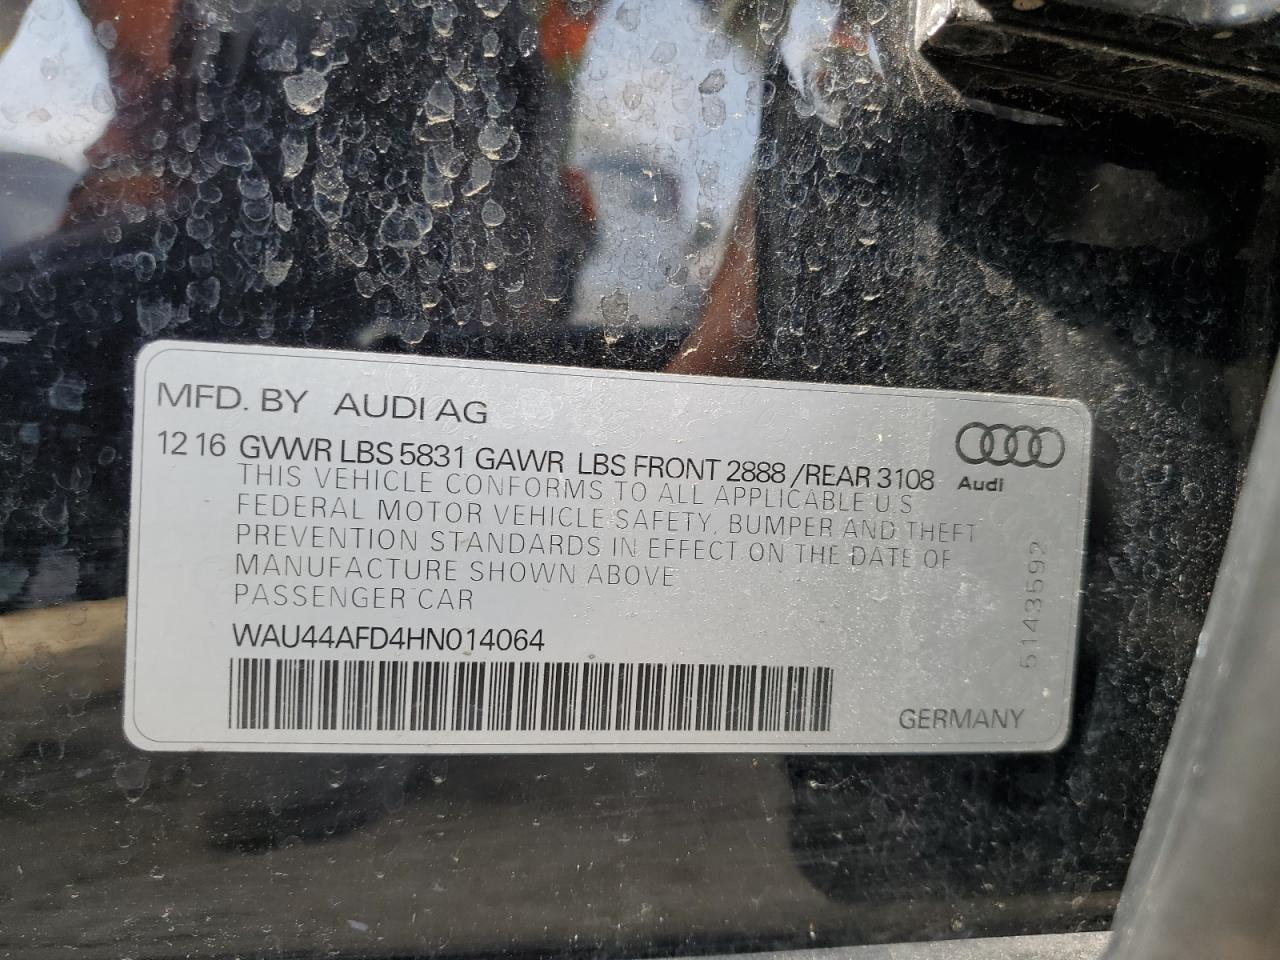 MFD. BY AUDI AG
12 16 GVWR LBS 5831 GAWR LBS FRONT 2888 /REAR 3108
Audi
THIS VEHICLE CONFORMS TO ALL APPLICABLE U.S
FEDERAL MOTOR VEHICLE SAFETY, BUMPER AND THEFT
PREVENTION STANDARDS IN EFFECT ON THE DATE OF
MANUFACTURE SHOWN ABOVE
PASSENGER CAR
WAU44AFD4HN014064
5143592
GERMANY